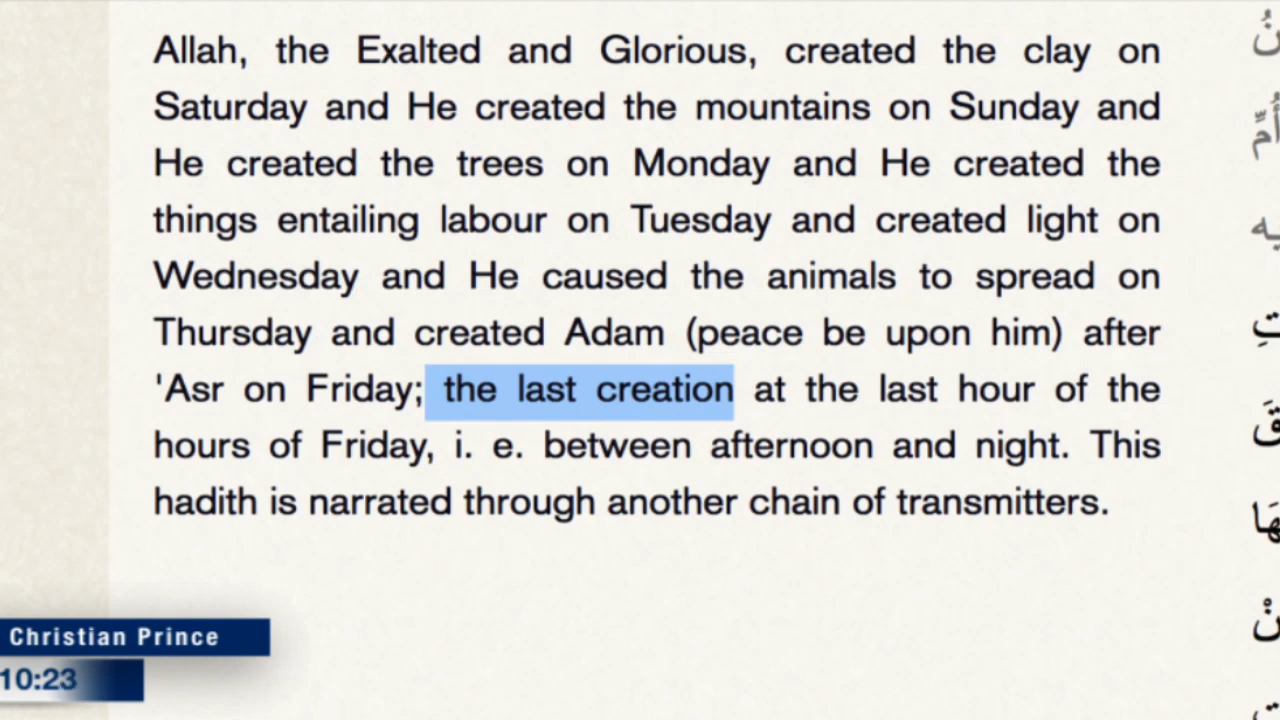 Allah, the Exalted and Glorious, created the clay on
Saturday and He created the mountains on Sunday and
He created the trees on Monday and He created the
things entailing labour on Tuesday and created light on
Wednesday and He caused the animals to spread on
Thursday and created Adam (peace be upon him) after
'Asr on Friday; the last creation at the last hour of the
hours of Friday, i. e. between afternoon and night. This
hadith is narrated through another chain of transmitters.
Christian Prince
10:23